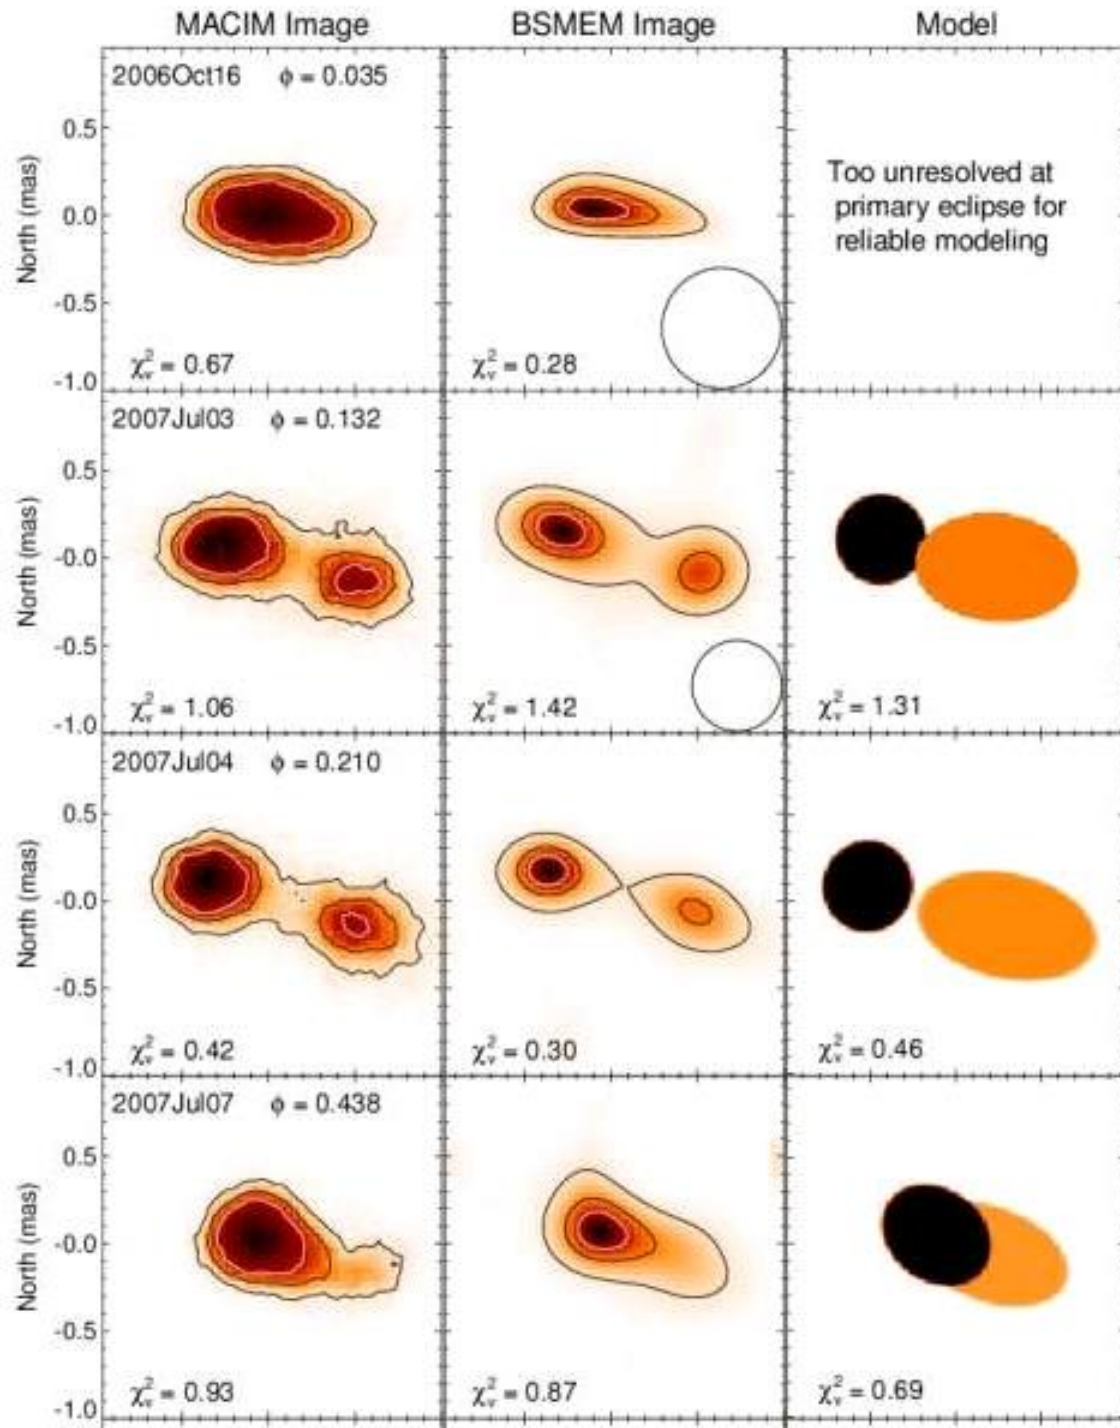 MACIM Image BSMEM Image Model
2006Oct16 ϕ = 0.035
0.5
0.0
-0.5
-1.0
North (mas)
χ²ᵥ = 0.67
χ²ᵥ = 0.28
Too unresolved at
primary eclipse for
reliable modeling
2007Jul03 ϕ = 0.132
0.5
-0.0
-0.5
-1.0
North (mas)
χ²ᵥ = 1.06
χ²ᵥ = 1.42
χ²ᵥ = 1.31
2007Jul04 ϕ = 0.210
0.5
-0.0
-0.5
-1.0
North (mas)
χ²ᵥ = 0.42
χ²ᵥ = 0.30
χ²ᵥ = 0.46
2007Jul07 ϕ = 0.438
0.5
-0.0
-0.5
-1.0
North (mas)
χ²ᵥ = 0.93
χ²ᵥ = 0.87
χ²ᵥ = 0.69